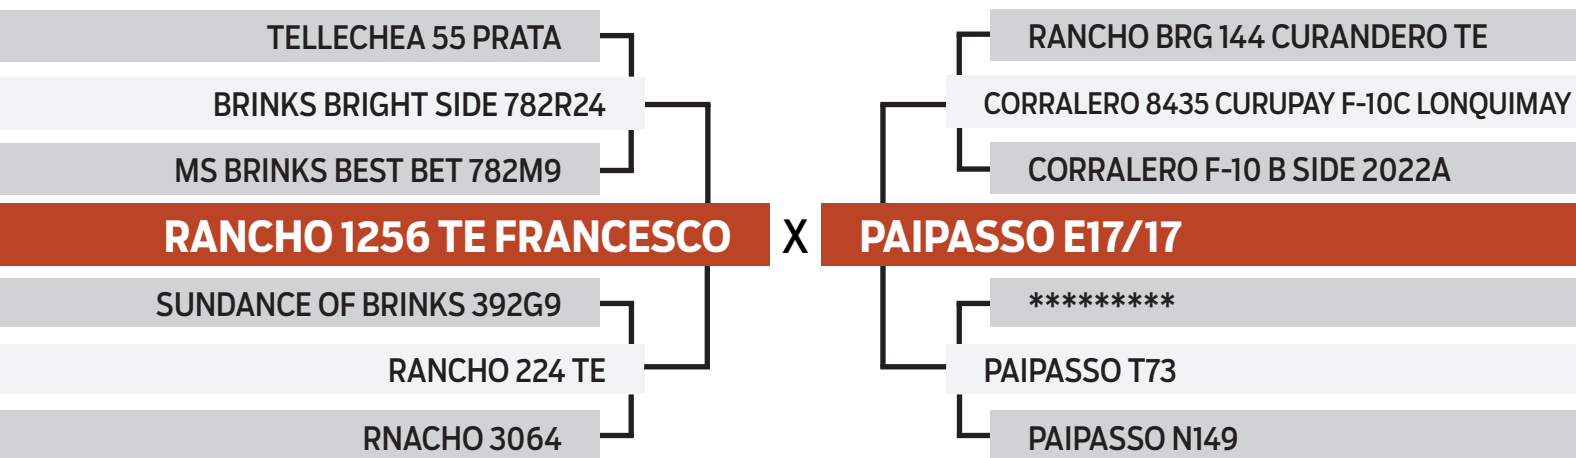 TELLECHEA 55 PRATA
BRINKS BRIGHT SIDE 782R24
MS BRINKS BEST BET 782M9
RANCHO 1256 TE FRANCESCO
SUNDANCE OF BRINKS 392G9
RANCHO 224 TE
RNACHO 3064
X
RANCHO BRG 144 CURANDERO TE
CORRALERO 8435 CURUPAY F-10C LONQUIMAY
CORRALERO F-10 B SIDE 2022A
PAIPASSO E17/17
*********
PAIPASSO T73
PAIPASSO N149